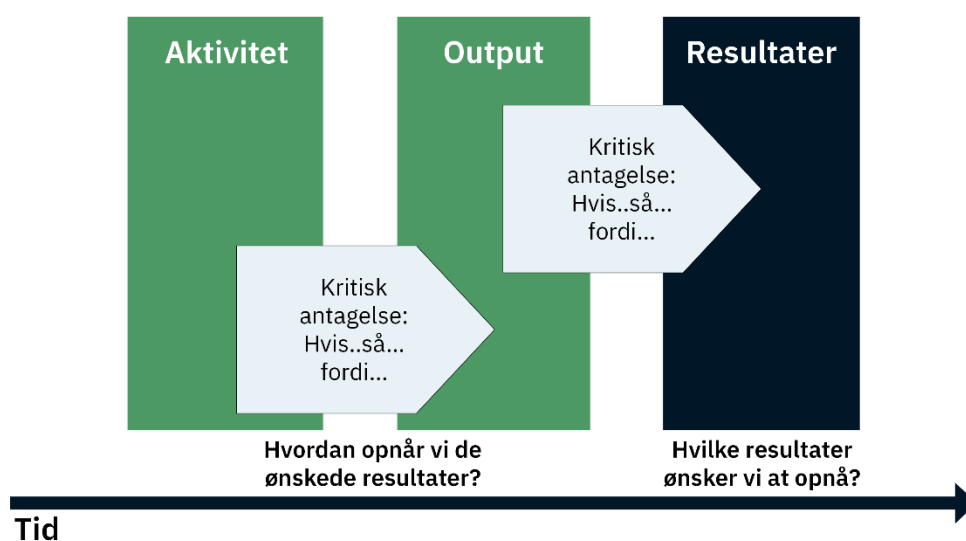 Aktivitet
Output
Resultater
Kritisk
antagelse:
Hvis..så...
fordi...
Kritisk
antagelse:
Hvis..så...
fordi...
Hvordan opnår vi de
ønskede resultater?
Hvilke resultater
ønsker vi at opnå?
Tid